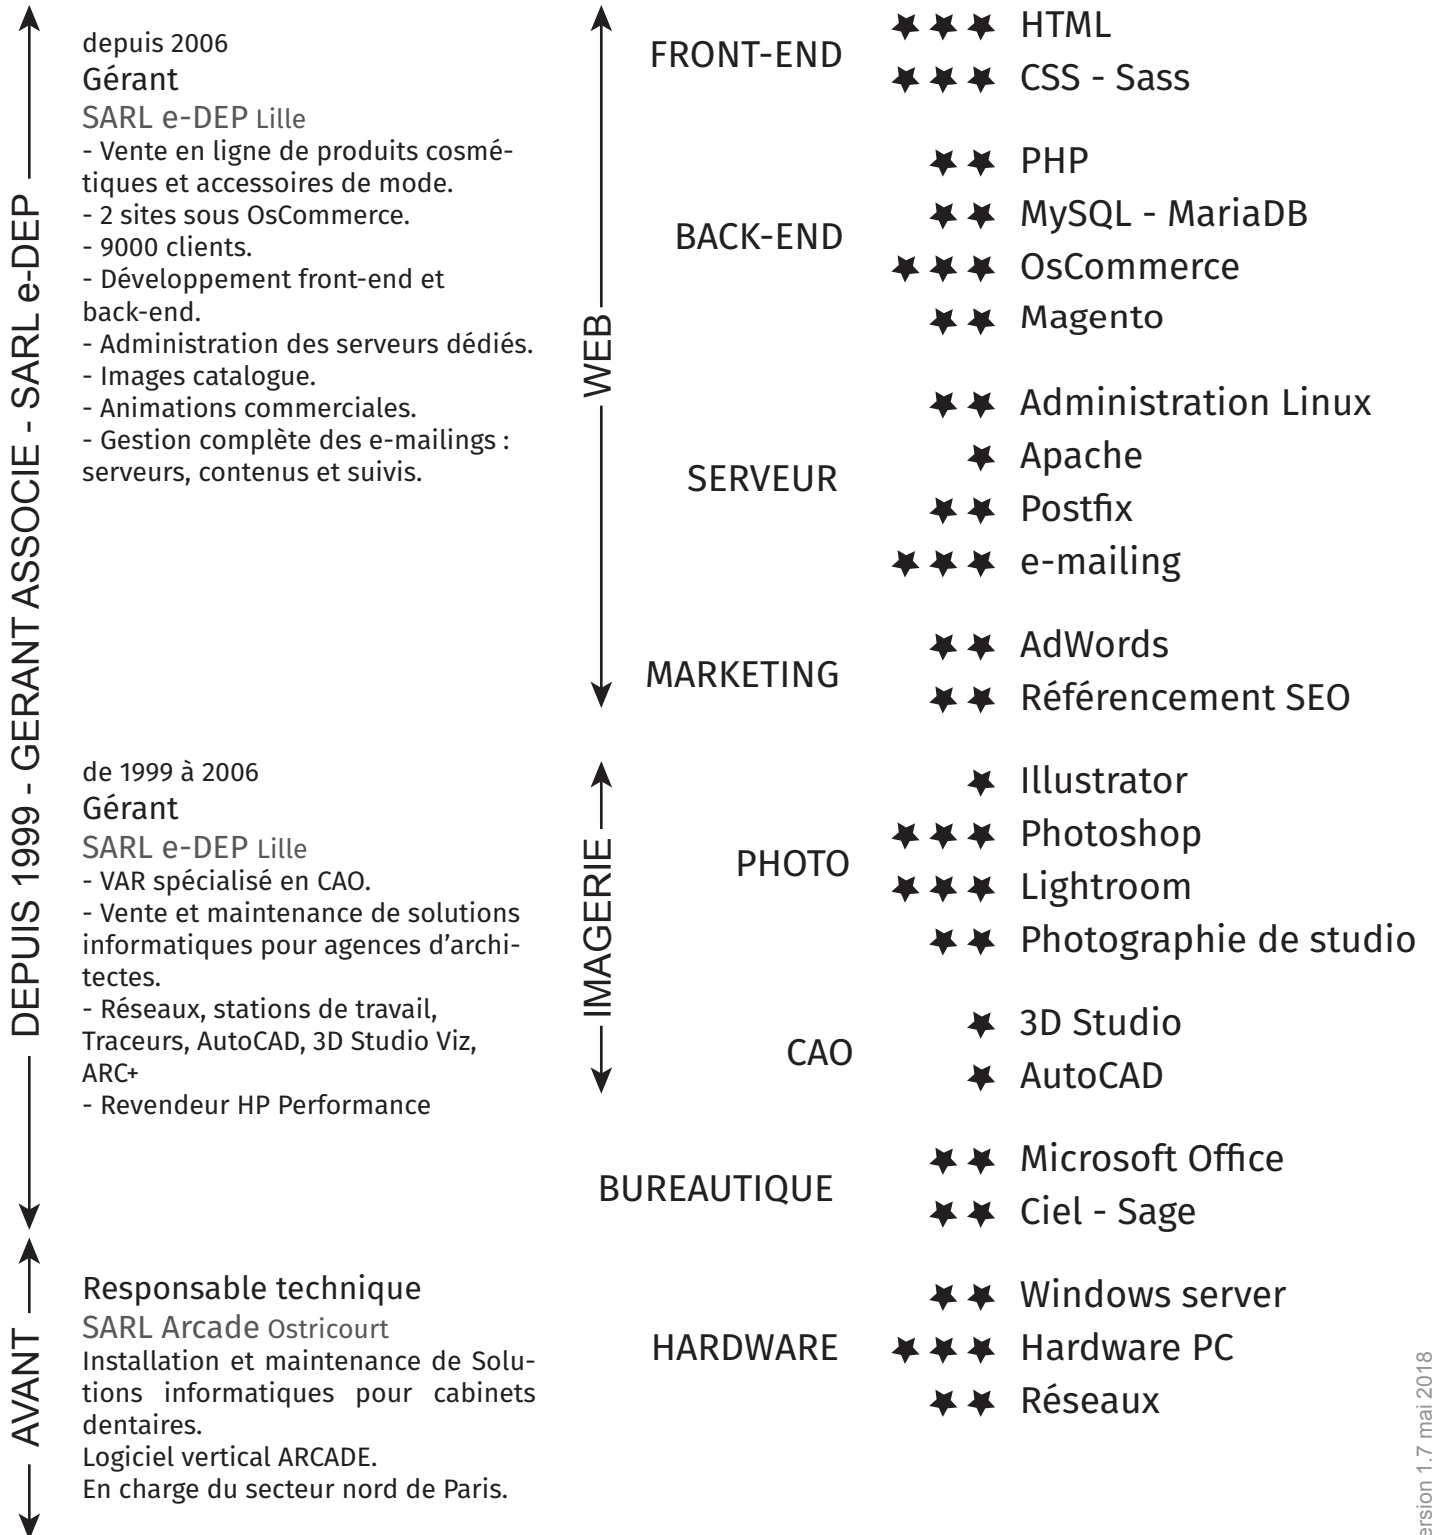 DEPUIS 1999 - GERANT ASSOCIE - SARL e-DEP
depuis 2006
Gérant
SARL e-DEP Lille
- Vente en ligne de produits cosmé-
tiques et accessoires de mode.
- 2 sites sous OsCommerce.
- 9000 clients.
- Développement front-end et
back-end.
- Administration des serveurs dédiés.
- Images catalogue.
- Animations commerciales.
- Gestion complète des e-mailings :
serveurs, contenus et suivis.
de 1999 à 2006
Gérant
SARL e-DEP Lille
- VAR spécialisé en CAO.
- Vente et maintenance de solutions
informatiques pour agences d’archi-
tectes.
- Réseaux, stations de travail,
Traceurs, AutoCAD, 3D Studio Viz,
ARC+
- Revendeur HP Performance
AVANT
Responsable technique
SARL Arcade Ostricourt
Installation et maintenance de Solu-
tions informatiques pour cabinets
dentaires.
Logiciel vertical ARCADE.
En charge du secteur nord de Paris.
WEB
FRONT-END
HTML
CSS - Sass
BACK-END
PHP
MySQL - MariaDB
OsCommerce
Magento
SERVEUR
Administration Linux
Apache
Postfix
e-mailing
MARKETING
AdWords
Référencement SEO
IMAGERIE
PHOTO
Illustrator
Photoshop
Lightroom
Photographie de studio
CAO
3D Studio
AutoCAD
BUREAUTIQUE
Microsoft Office
Ciel - Sage
HARDWARE
Windows server
Hardware PC
Réseaux
ersion 1.7 mai 2018